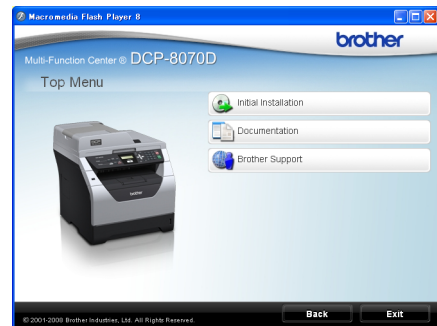 Macromedia Flash Player 8
brother
Multi-Function Center ® DCP-8070D
Top Menu
Initial Installation
Documentation
Brother Support
© 2001-2008 Brother Industries, Ltd. All Rights Reserved.
Back
Exit